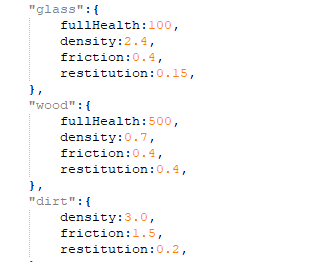 "glass":{
fullHealth:100,
density:2.4,
friction:0.4,
restitution:0.15,
},
"wood":{
fullHealth:500,
density:0.7,
friction:0.4,
restitution:0.4,
},
"dirt":{
density:3.0,
friction:1.5,
restitution:0.2,